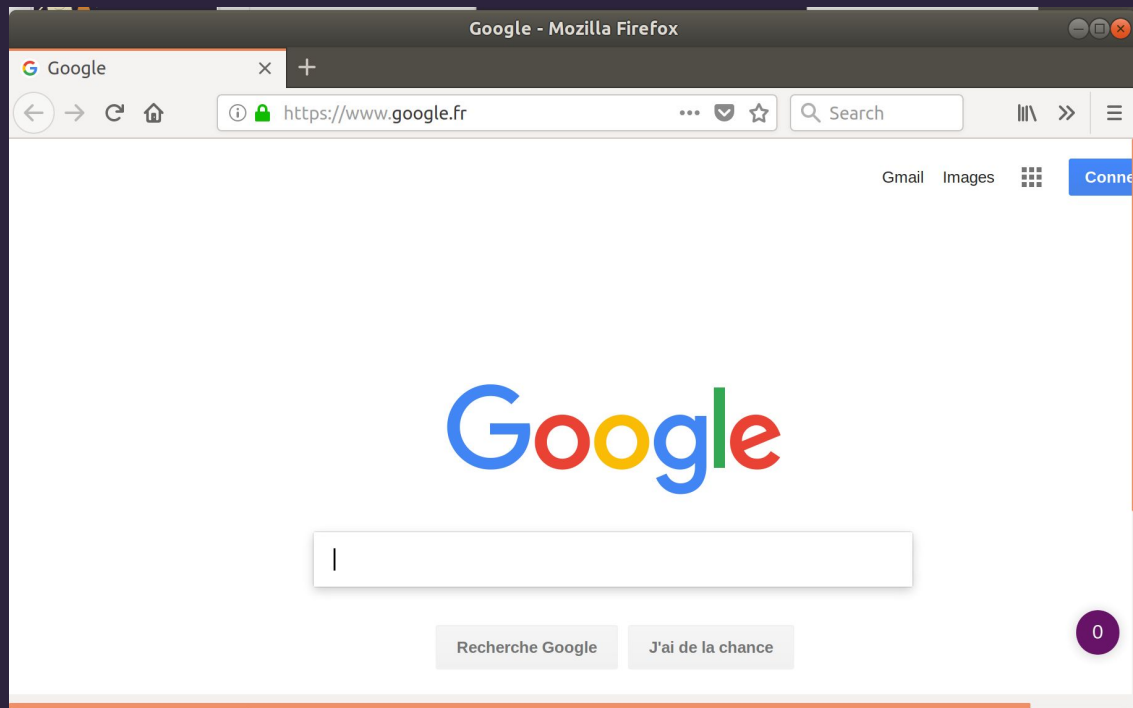 Google - Mozilla Firefox
Google
https://www.google.fr
Search
Gmail Images Conne
Google
Recherche Google J'ai de la chance
0